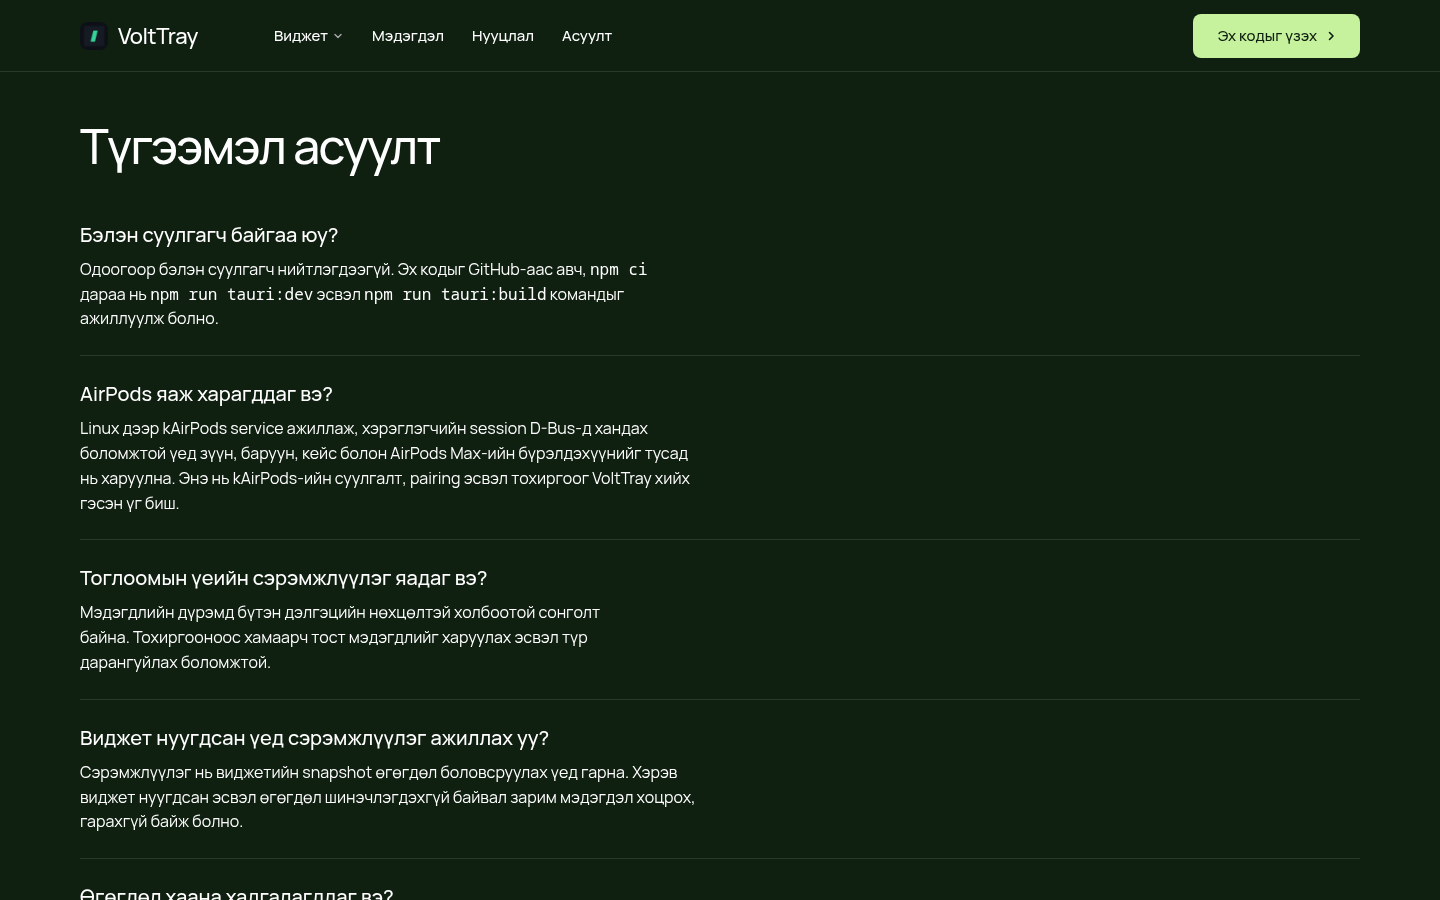 VoltTray
Виджет
Мэдэгдэл
Нууцлал
Асуулт
Эх кодыг үзэх
Түгээмэл асуулт
Бэлэн суулгагч байгаа юу?
Одоогоор бэлэн суулгагч нийтлэгдээгүй. Эх кодыг GitHub-аас авч, npm ci
дараа нь npm run tauri:dev эсвэл npm run tauri:build командыг
ажиллуулж болно.
AirPods яаж харагддаг вэ?
Linux дээр kAirPods service ажиллаж, хэрэглэгчийн session D-Bus-д хандах
боломжтой үед зүүн, баруун, кейс болон AirPods Max-ийн бүрэлдэхүүнийг тусад
нь харуулна. Энэ нь kAirPods-ийн суулгалт, pairing эсвэл тохиргоог VoltTray хийх
гэсэн үг биш.
Тоглоомын үеийн сэрэмжлүүлэг яадаг вэ?
Мэдэгдлийн дүрэмд бүтэн дэлгэцийн нөхцөлтэй холбоотой сонголт
байна. Тохиргооноос хамаарч тост мэдэгдлийг харуулах эсвэл түр
дарангуйлах боломжтой.
Виджет нуугдсан үед сэрэмжлүүлэг ажиллах уу?
Сэрэмжлүүлэг нь виджетийн snapshot өгөгдөл боловсруулах үед гарна. Хэрэв
виджет нуугдсан эсвэл өгөгдөл шинэчлэгдэхгүй байвал зарим мэдэгдэл хоцрох,
гарахгүй байж болно.
Өгөгдөл хаана хадгалагддаг вэ?